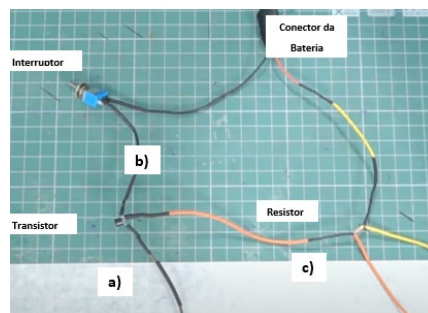 Conector da
Bateria
Interruptor
b)
Transistor
Resistor
a)
c)